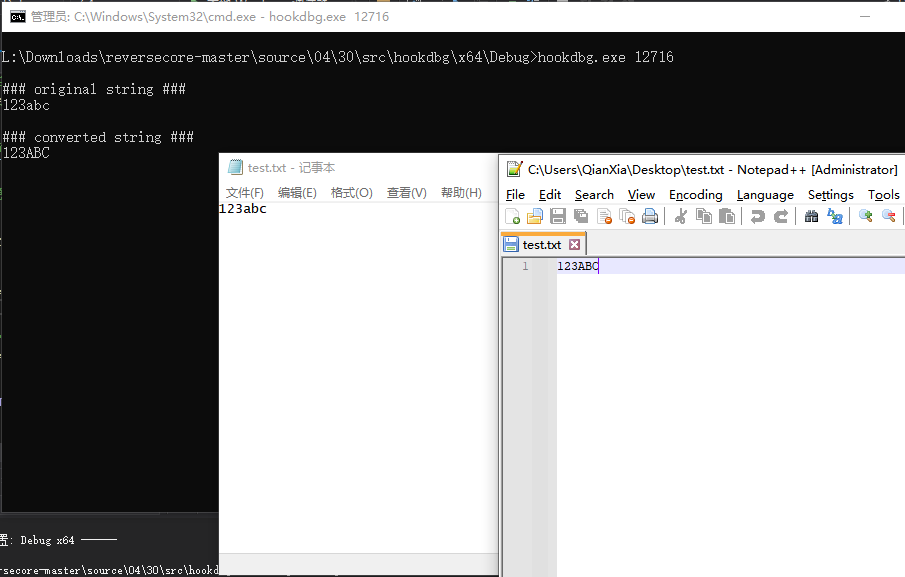 管理员: C:\Windows\System32\cmd.exe - hookdbg.exe 12716
L:\Downloads\reversecore-master\source\04\30\src\hookdbg\x64\Debug>hookdbg.exe 12716
### original string ###
123abc
### converted string ###
123ABC
test.txt - 记事本
文件(F) 编辑(E) 格式(O) 查看(V) 帮助(H)
123abc
C:\Users\QianXia\Desktop\test.txt - Notepad++ [Administrator]
File Edit Search View Encoding Language Settings Tools
test.txt
1 123ABC
置: Debug x64 ------
rsecore-master\source\04\30\src\hookd